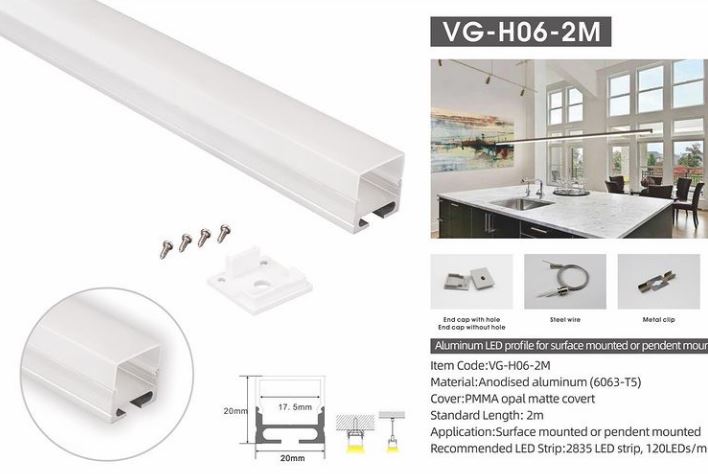 VG-H06-2M
End cap with hole
End cap without hole
Steel wire
Metal clip
Aluminum LED profile for surface mounted or pendent moun
Item Code:VG-H06-2M
Material:Anodised aluminum (6063-T5)
Cover:PMMA opal matte covert
Standard Length: 2m
Application:Surface mounted or pendent mounted
Recommended LED Strip:2835 LED strip, 120LEDs/m
20mm
17.5mm
20mm